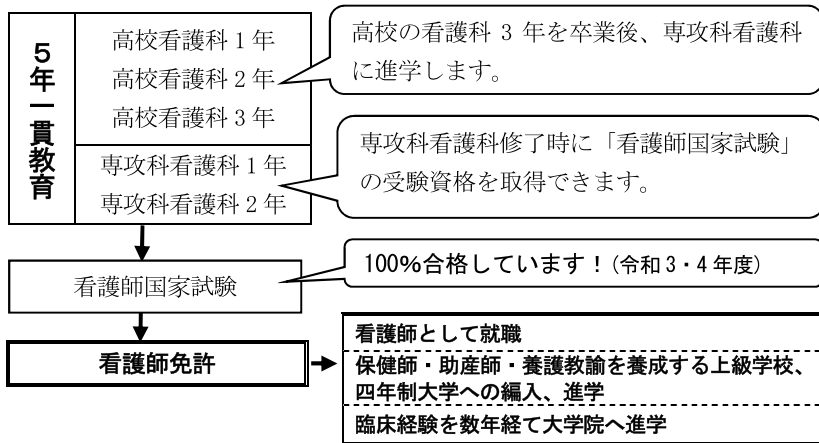 5年一貫教育
高校看護科1年
高校看護科2年
高校看護科3年
専攻科看護科1年
専攻科看護科2年
高校の看護科 3 年を卒業後、専攻科看護科
に進学します。
専攻科看護科修了時に「看護師国家試験」
の受験資格を取得できます。
看護師国家試験
100%合格しています！(令和3・4年度)
看護師免許
看護師として就職
保健師・助産師・養護教諭を養成する上級学校、
四年制大学への編入、進学
臨床経験を数年経て大学院へ進学